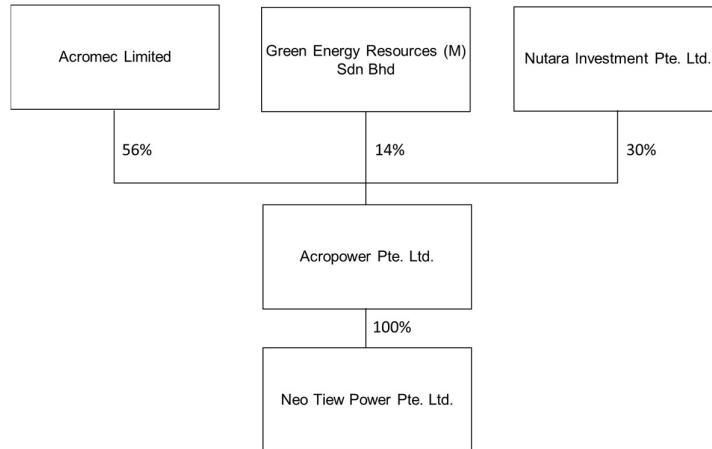 Acromec Limited
Green Energy Resources (M)
Sdn Bhd
Nutara Investment Pte. Ltd.
56%
14%
30%
Acropower Pte. Ltd.
100%
Neo Tiew Power Pte. Ltd.